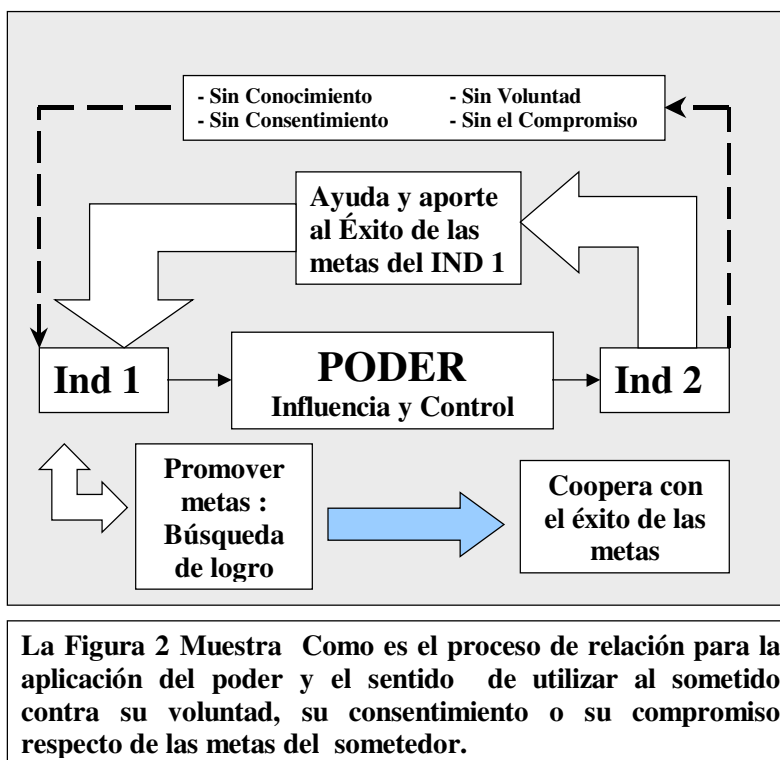 - Sin Conocimiento - Sin Voluntad
- Sin Consentimiento - Sin el Compromiso
Ayuda y aporte
al Éxito de las
metas del IND 1
Ind 1
PODER
Influencia y Control
Ind 2
Promover
metas :
Búsqueda
de logro
Coopera con
el éxito de las
metas
La Figura 2 Muestra Como es el proceso de relación para la
aplicación del poder y el sentido de utilizar al sometido
contra su voluntad, su consentimiento o su compromiso
respecto de las metas del sometedor.